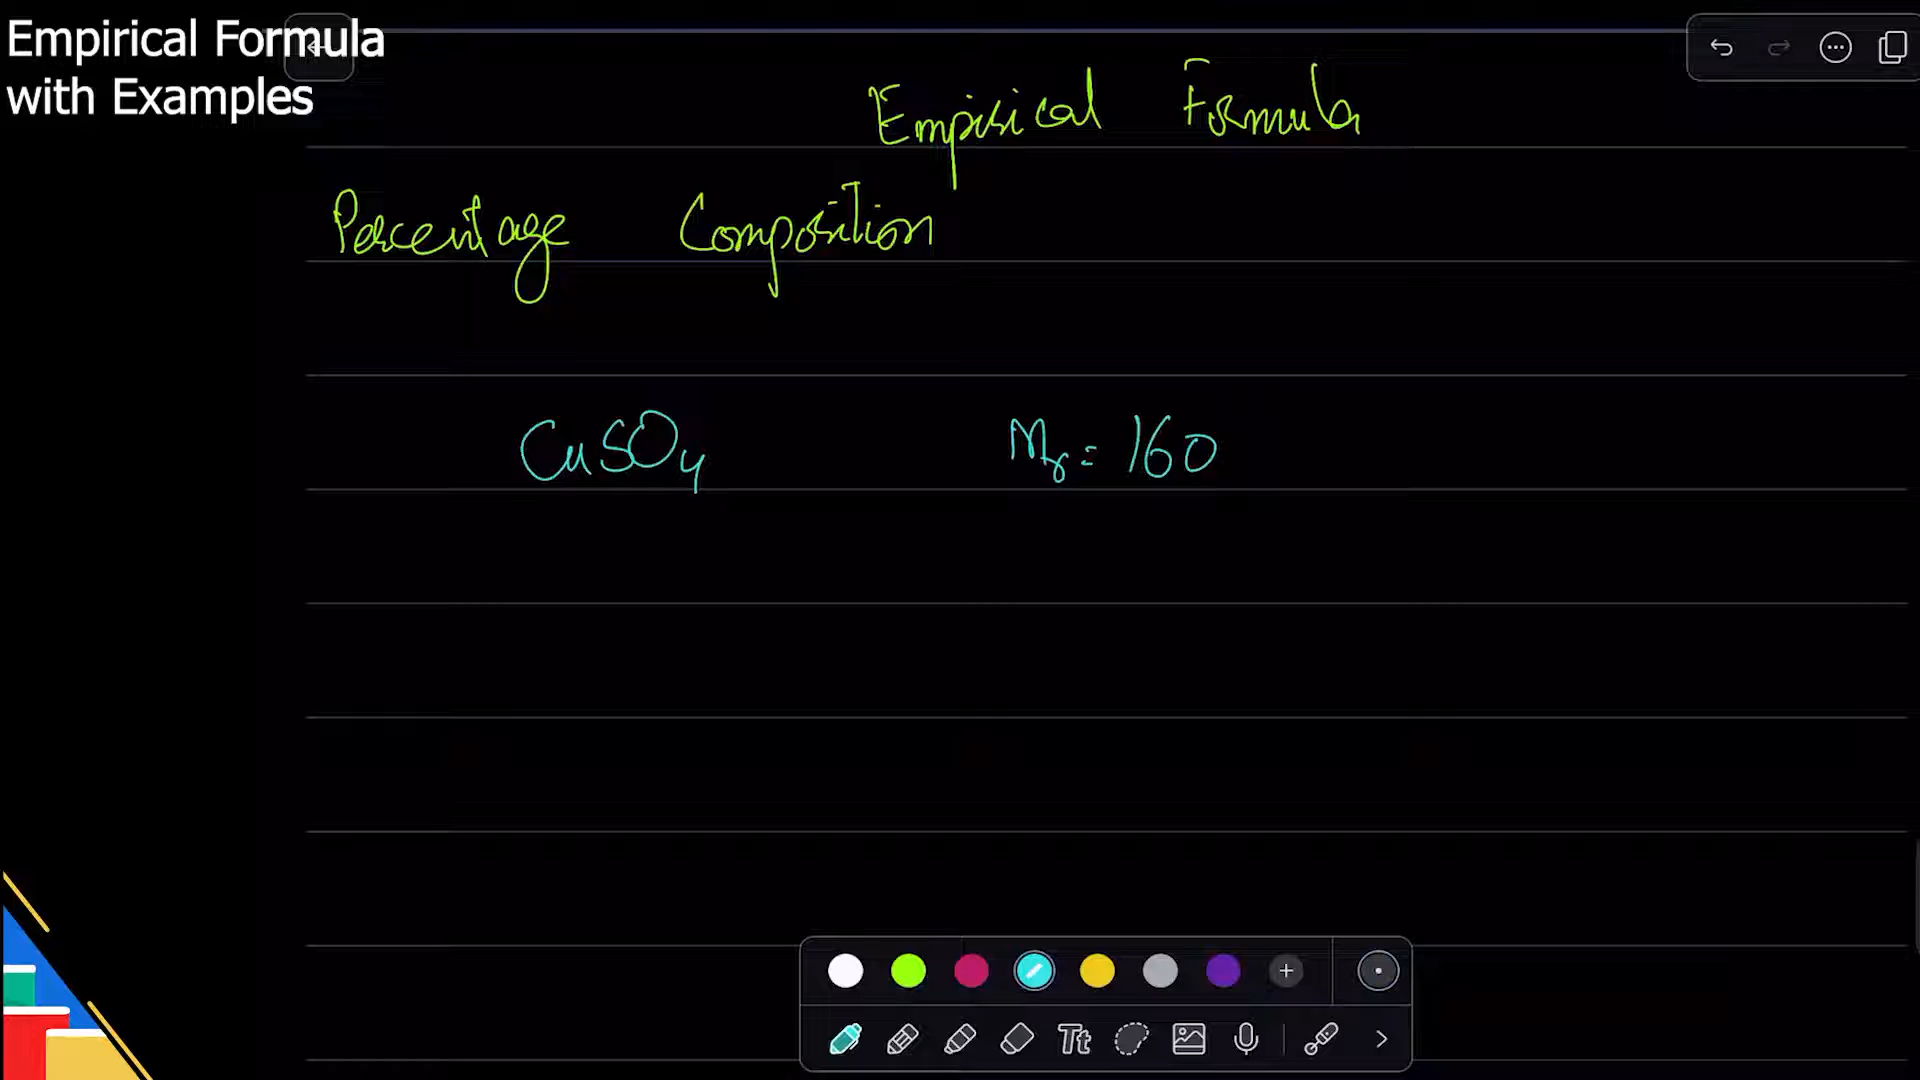 Empirical Formula
with Examples
Empirical Formula
Percentage Composition
CuSO₄ Mr = 160
Tt